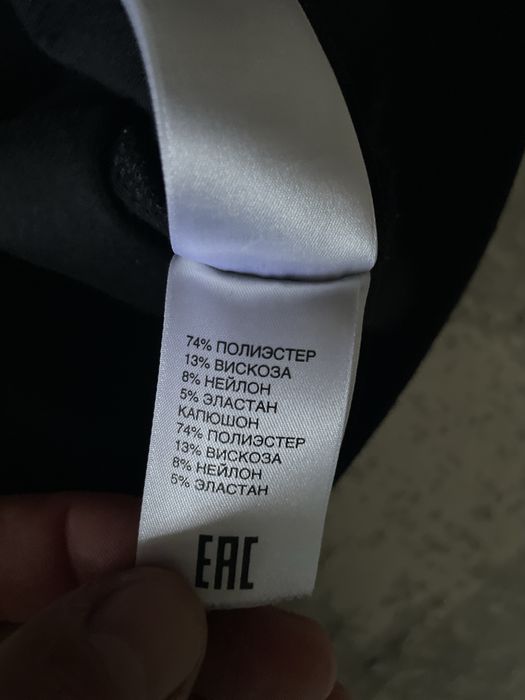 74% ПОЛИЭСТЕР
13% ВИСКОЗА
8% НЕЙЛОН
5% ЭЛАСТАН
КАПЮШОН
74% ПОЛИЭСТЕР
13% ВИСКОЗА
8% НЕЙЛОН
5% ЭЛАСТАН
EAC